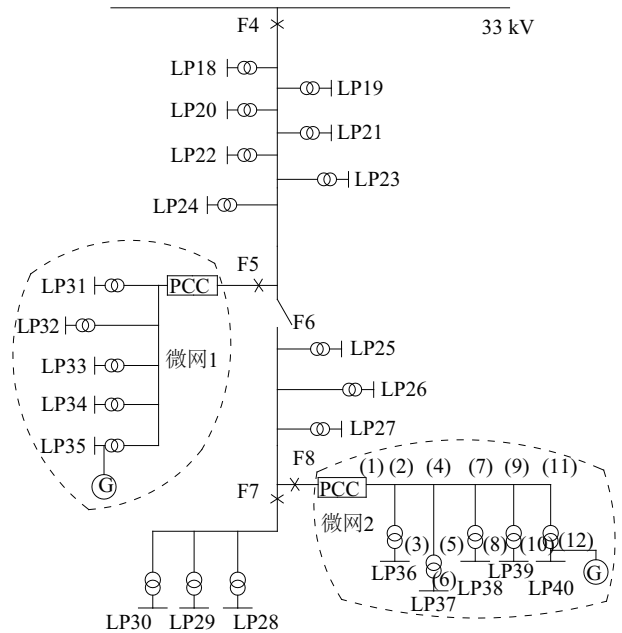 F4
33 kV
LP18
LP19
LP20
LP21
LP22
LP23
LP24
F5
LP31
PCC
F6
LP32
微网1
LP25
LP33
LP26
LP34
LP27
LP35
F8
G
F7
PCC
(1) (2) (4) (7) (9) (11)
微网2
(3) (5) (8) (10) (12)
LP36
(6)
LP37
LP38
LP39
LP40
G
LP30 LP29 LP28